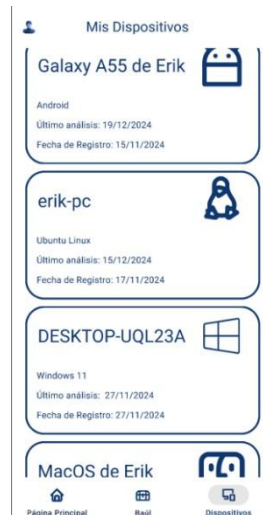 Mis Dispositivos
Galaxy A55 de Erik
Android
Último análisis: 19/12/2024
Fecha de Registro: 15/11/2024
erik-pc
Ubuntu Linux
Último análisis: 15/12/2024
Fecha de Registro: 17/11/2024
DESKTOP-UQL23A
Windows 11
Último análisis: 27/11/2024
Fecha de Registro: 27/11/2024
MacOS de Erik
Página Principal
Baúl
Dispositivos